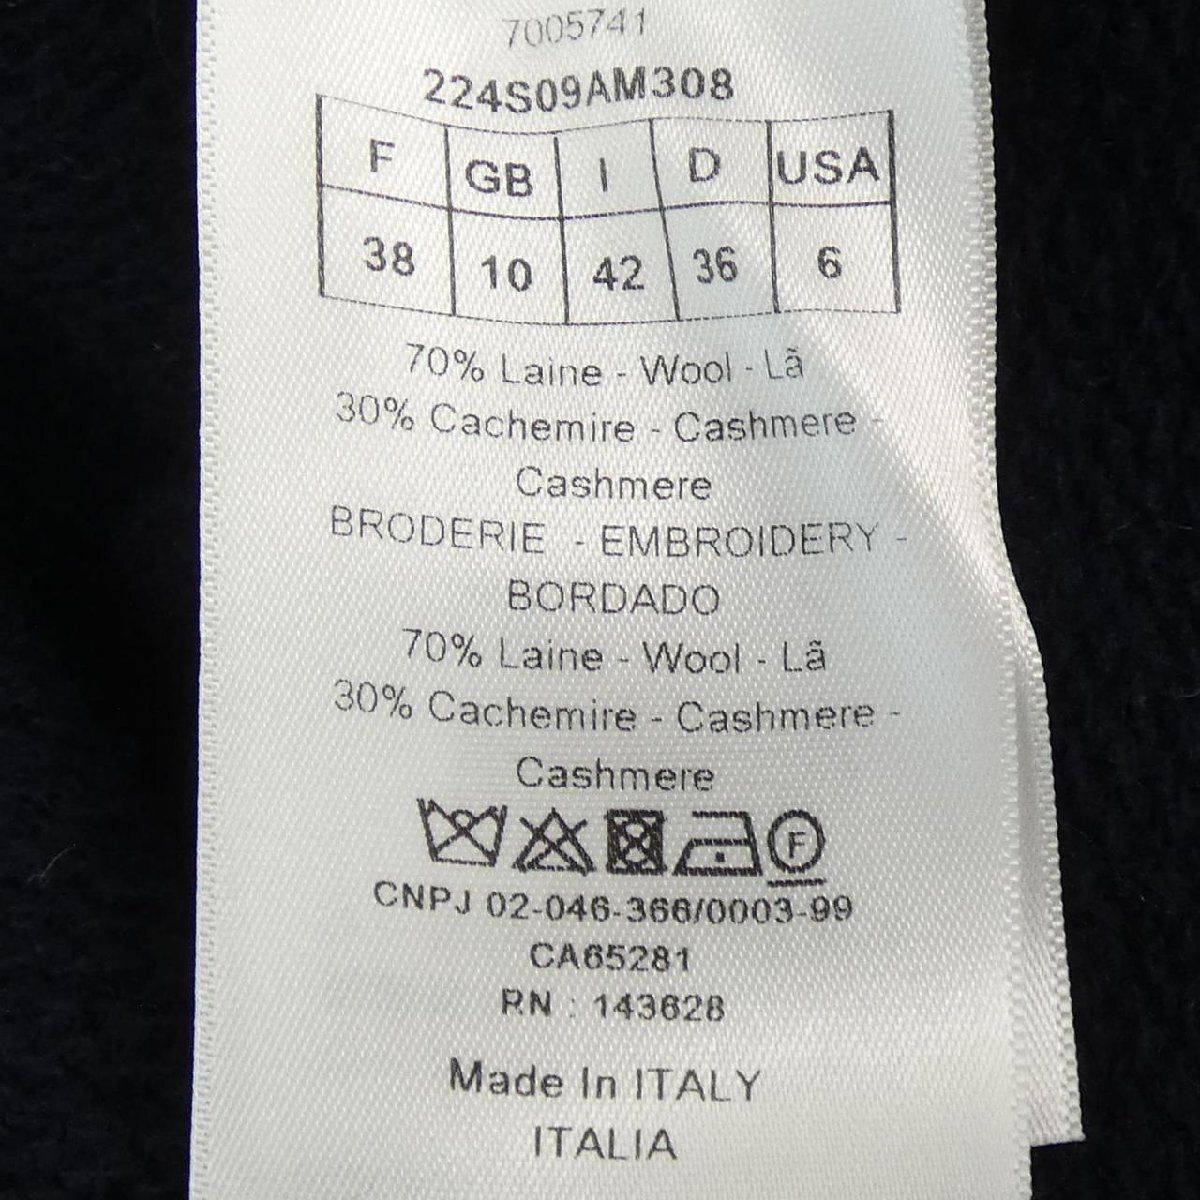 7005741
224S09AM308
F GB I D USA
38 10 42 36 6
70% Laine - Wool - Lã
30% Cachemire - Cashmere -
Cashmere
BRODERIE - EMBROIDERY -
BORDADO
70% Laine - Wool - Lã
30% Cachemire - Cashmere -
Cashmere
F
CNPJ 02-046-366/0003-99
CA65281
RN : 143628
Made In ITALY
ITALIA